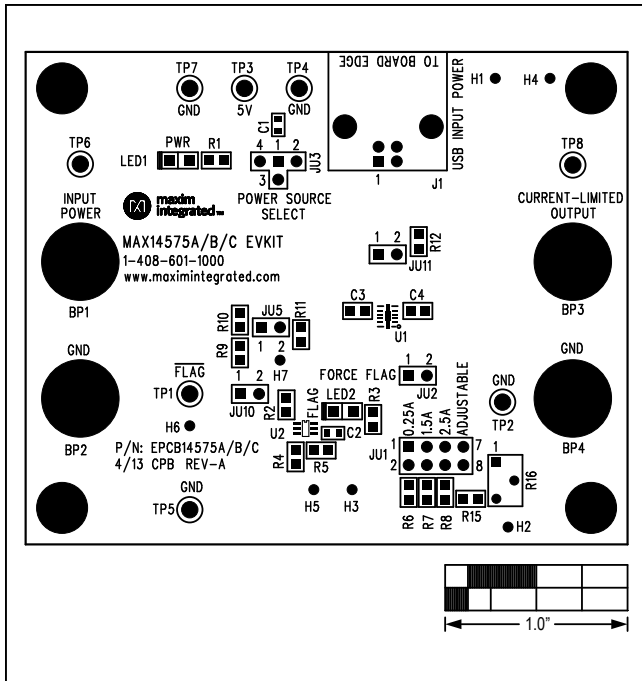 TP7
TP3
TP4
GND
5V
GND
TO BOARD EDGE
USB INPUT POWER
H1
H4
C1
TP6
PWR
R1
LED1
4 1 2
JU3
3
1
J1
TP8
INPUT
POWER
POWER SOURCE
SELECT
CURRENT-LIMITED
OUTPUT
maxim
integrated™
MAX14575A/B/C EVKIT
1-408-601-1000
www.maximintegrated.com
1 2
R12
JU11
BP1
C3
C4
U1
BP3
R10
JU5
R11
1 2
R9
H7
GND
FLAG
TP1
1 2
JU10
R2
FLAG
FORCE FLAG
LED2
1 2
JU2
R3
GND
GND
TP2
H6
U2
C2
0.25A
1.5A
2.5A
ADJUSTABLE
BP2
BP4
P/N: EPCB14575A/B/C
4/13 CPB REV-A
R4
R5
JU1
1
7
2
8
1
R16
GND
TP5
H5
H3
R6
R7
R8
R15
H2
1.0"